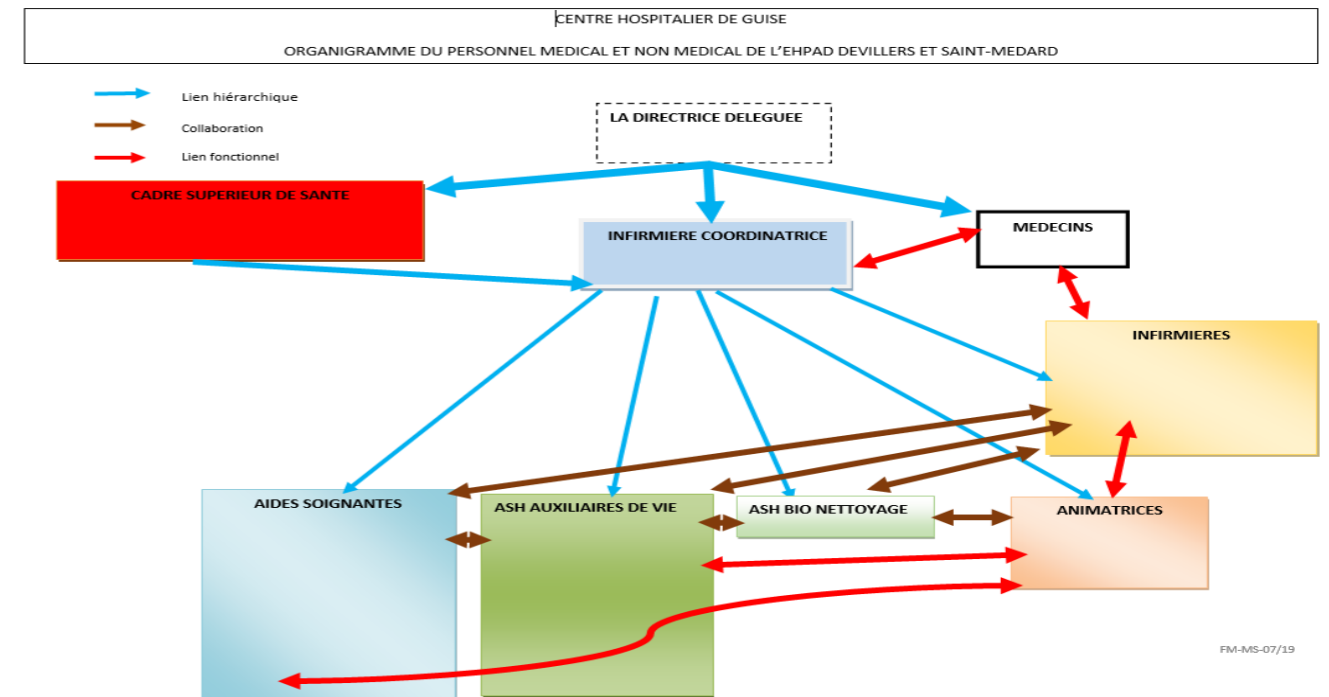 CENTRE HOSPITALIER DE GUISE
ORGANIGRAMME DU PERSONNEL MEDICAL ET NON MEDICAL DE L'EHPAD DEVILLERS ET SAINT-MEDARD
Lien hiérarchique
Collaboration
Lien fonctionnel
LA DIRECTRICE DELEGUEE
CADRE SUPERIEUR DE SANTE
INFIRMIERE COORDINATRICE
MEDECINS
INFIRMIERES
AIDES SOIGNANTES
ASH AUXILIAIRES DE VIE
ASH BIO NETTOYAGE
ANIMATRICES
FM-MS-07/19